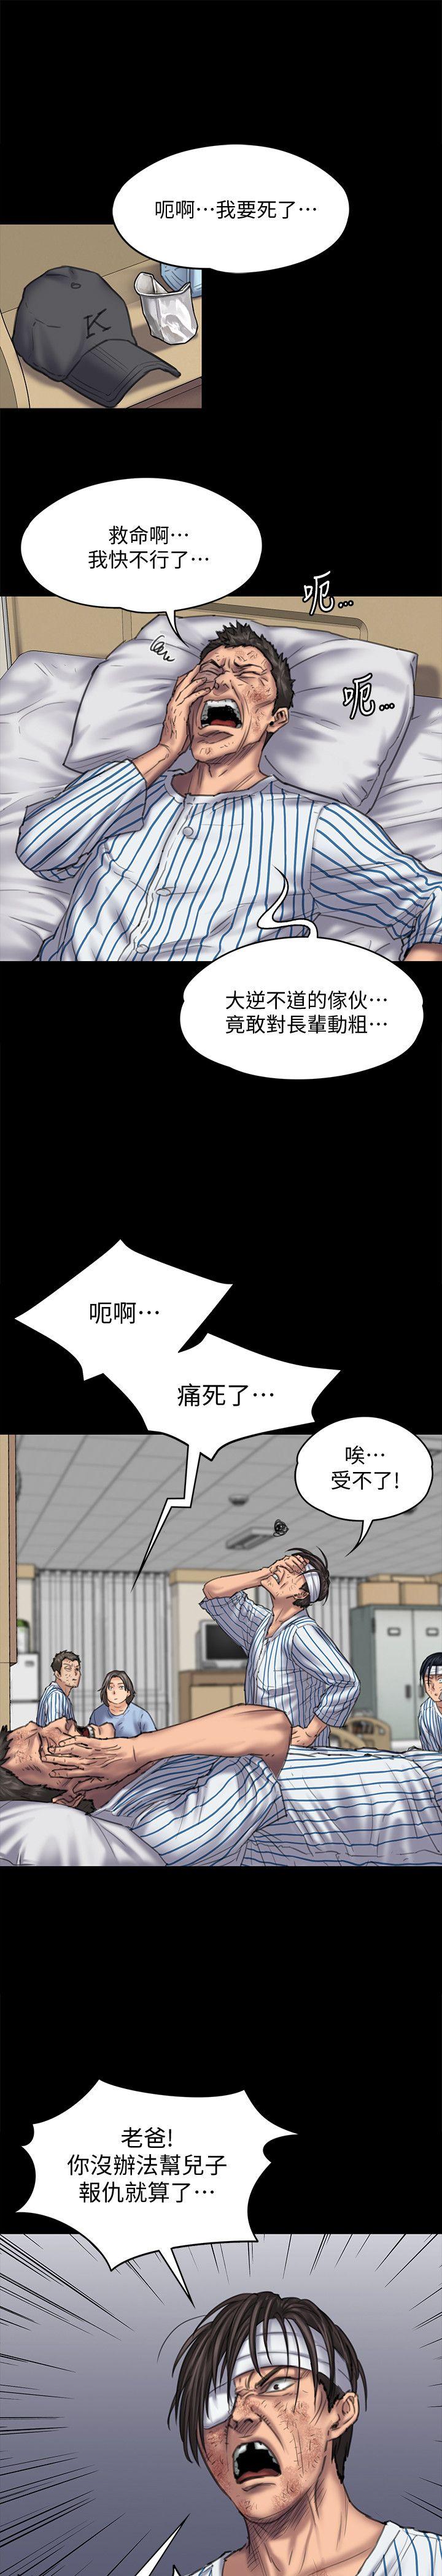 呃啊⋯我要死了⋯
K
救命啊⋯
我快不行了⋯
呃...
呃...
大逆不道的傢伙⋯
竟敢對長輩動粗⋯
呃啊⋯
痛死了⋯
唉⋯
受不了!
老爸!
你沒辦法幫兒子
報仇就算了⋯